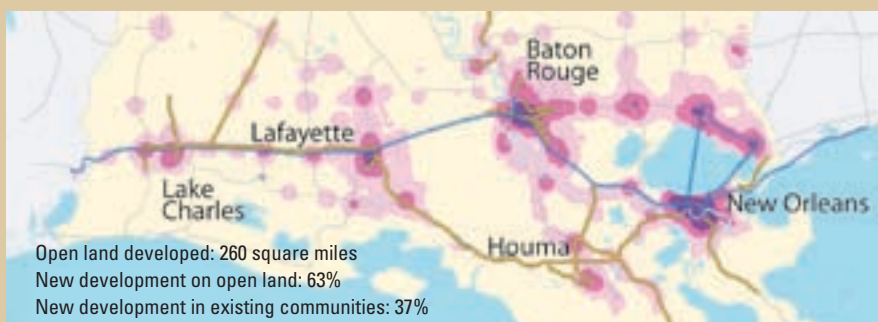 Baton
Rouge
Lafayette
Lake
Charles
New Orleans
Houma
Open land developed: 260 square miles
New development on open land: 63%
New development in existing communities: 37%